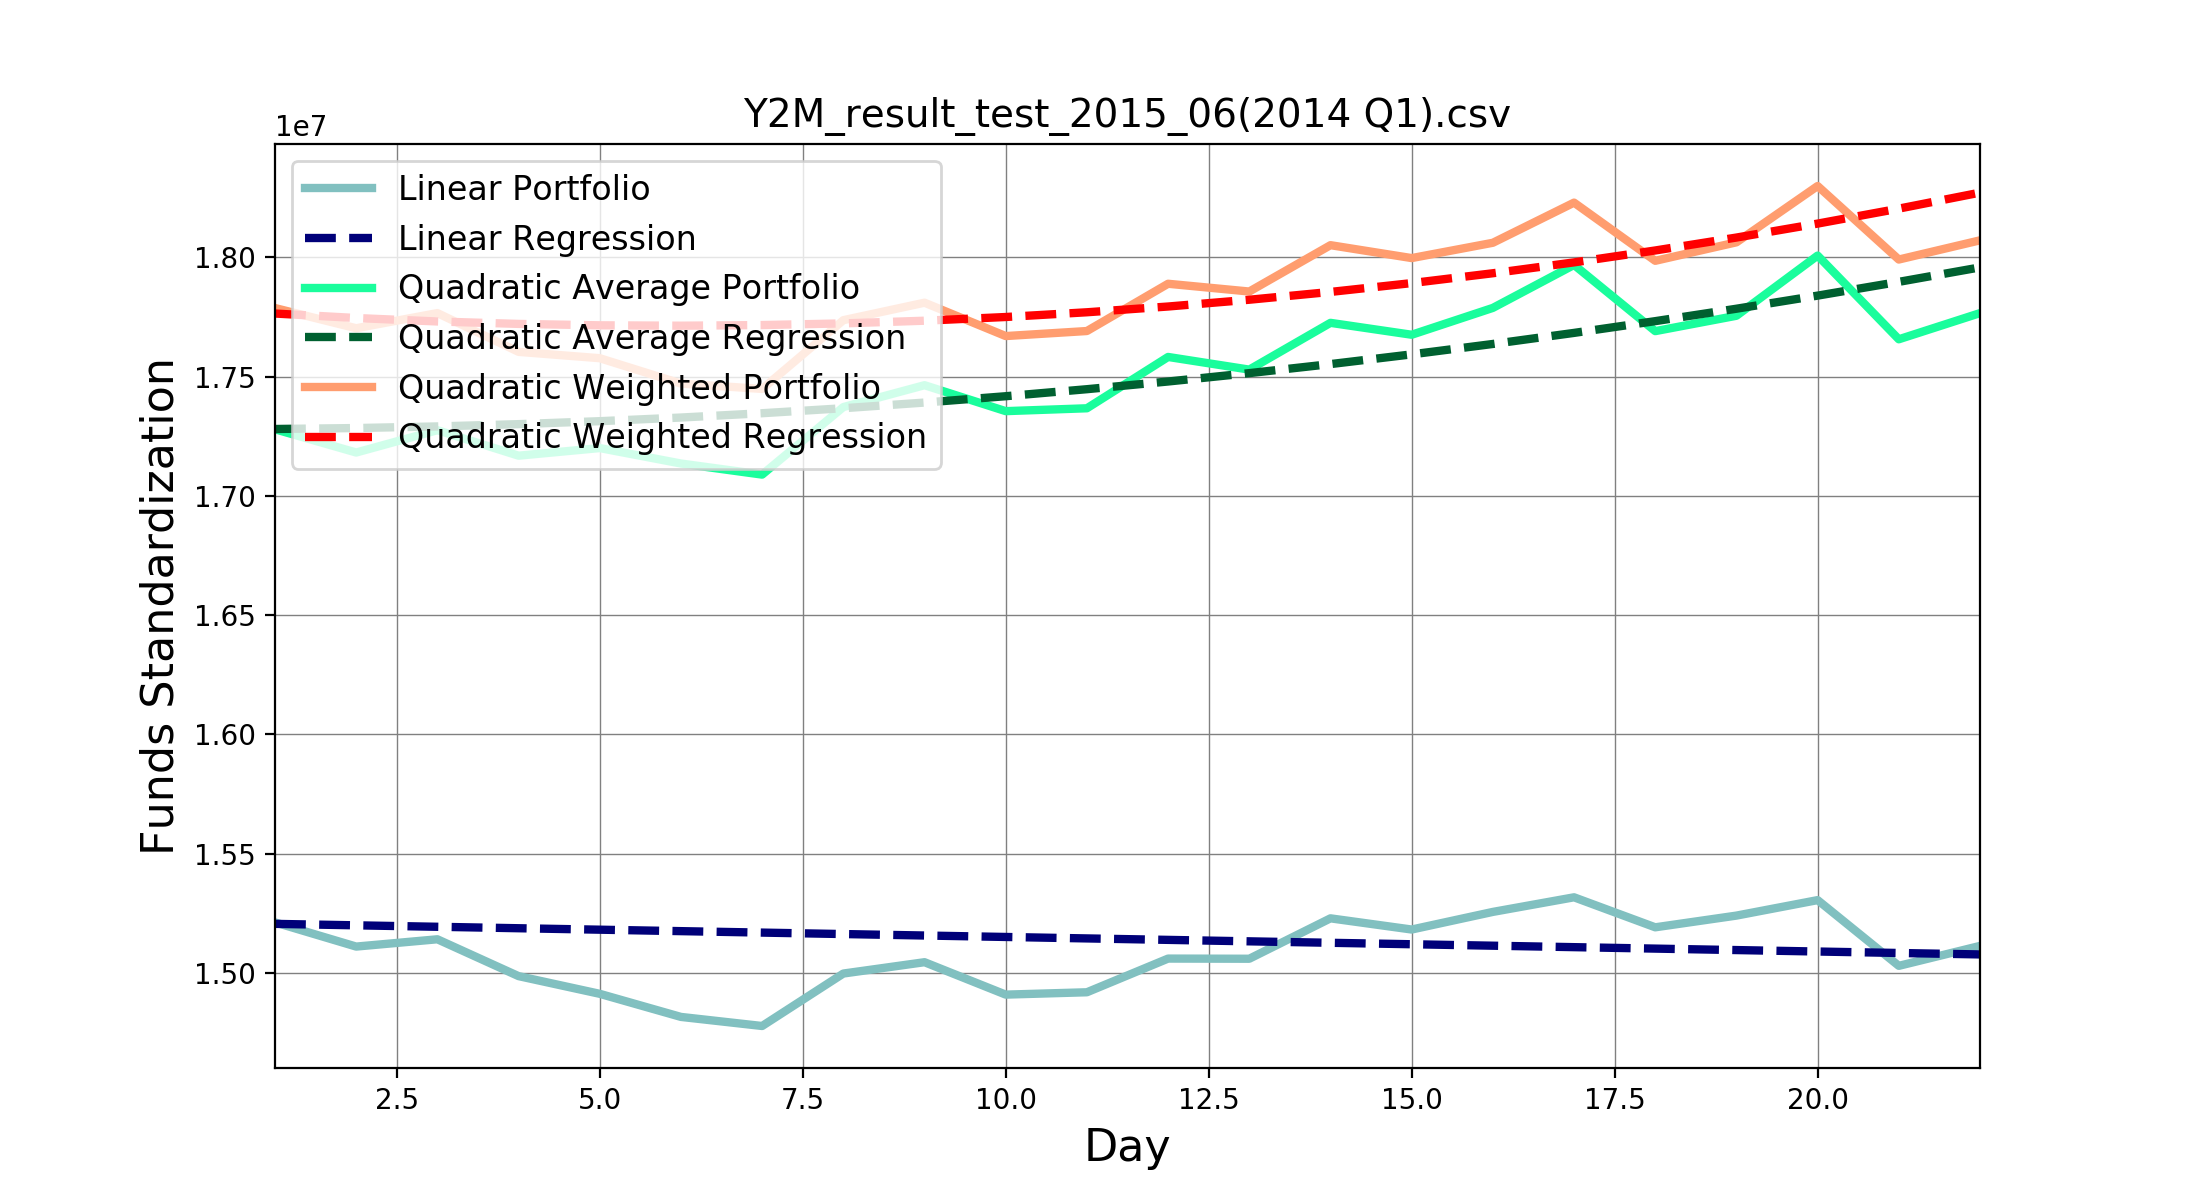 Y2M_result_test_2015_06(2014 Q1).csv
1e7
Linear Portfolio
Linear Regression
Quadratic Average Portfolio
Quadratic Average Regression
Quadratic Weighted Portfolio
Quadratic Weighted Regression
1.80
1.75
1.70
1.65
1.60
1.55
1.50
Funds Standardization
2.5 5.0 7.5 10.0 12.5 15.0 17.5 20.0
Day